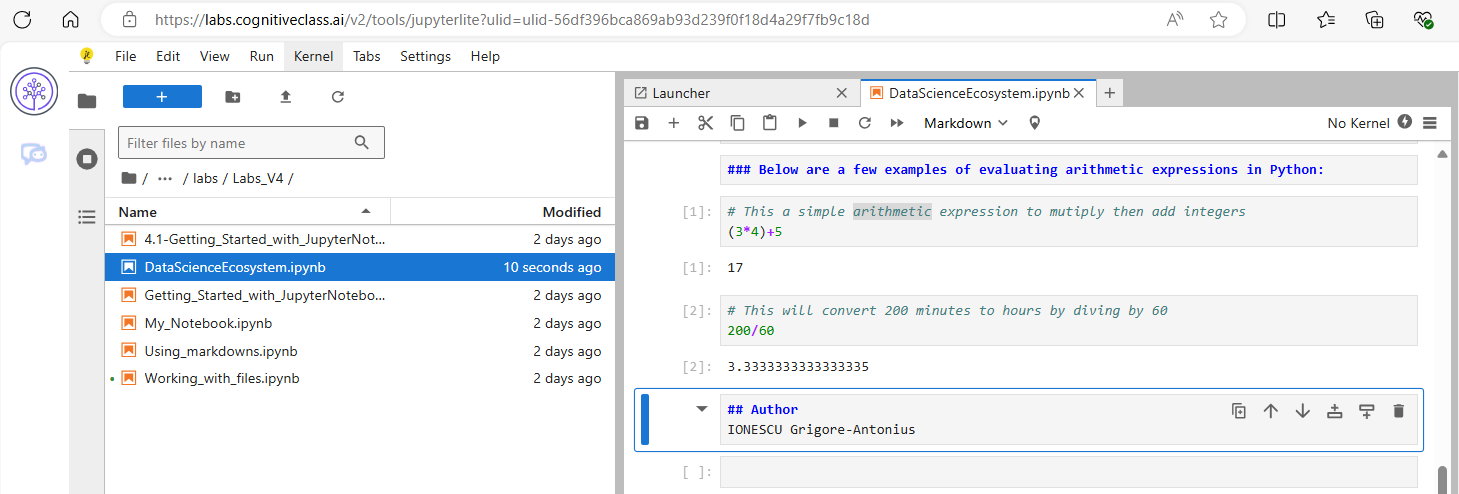 https://labs.cognitiveclass.ai/v2/tools/jupyterlite?ulid=ulid-56df396bca869ab93d239f0f18d4a29f7fb9c18d
File Edit View Run Kernel Tabs Settings Help
+
Filter files by name
/ ··· / labs / Labs_V4 /
Name Modified
4.1-Getting_Started_with_JupyterNot... 2 days ago
DataScienceEcosystem.ipynb 10 seconds ago
Getting_Started_with_JupyterNotebo... 2 days ago
My_Notebook.ipynb 2 days ago
Using_markdowns.ipynb 2 days ago
Working_with_files.ipynb 2 days ago
Launcher DataScienceEcosystem.ipynb
Markdown No Kernel
### Below are a few examples of evaluating arithmetic expressions in Python:
[1]: # This a simple arithmetic expression to mutiply then add integers
(3*4)+5
[1]: 17
[2]: # This will convert 200 minutes to hours by diving by 60
200/60
[2]: 3.3333333333333335
## Author
IONESCU Grigore-Antonius
[ ]: